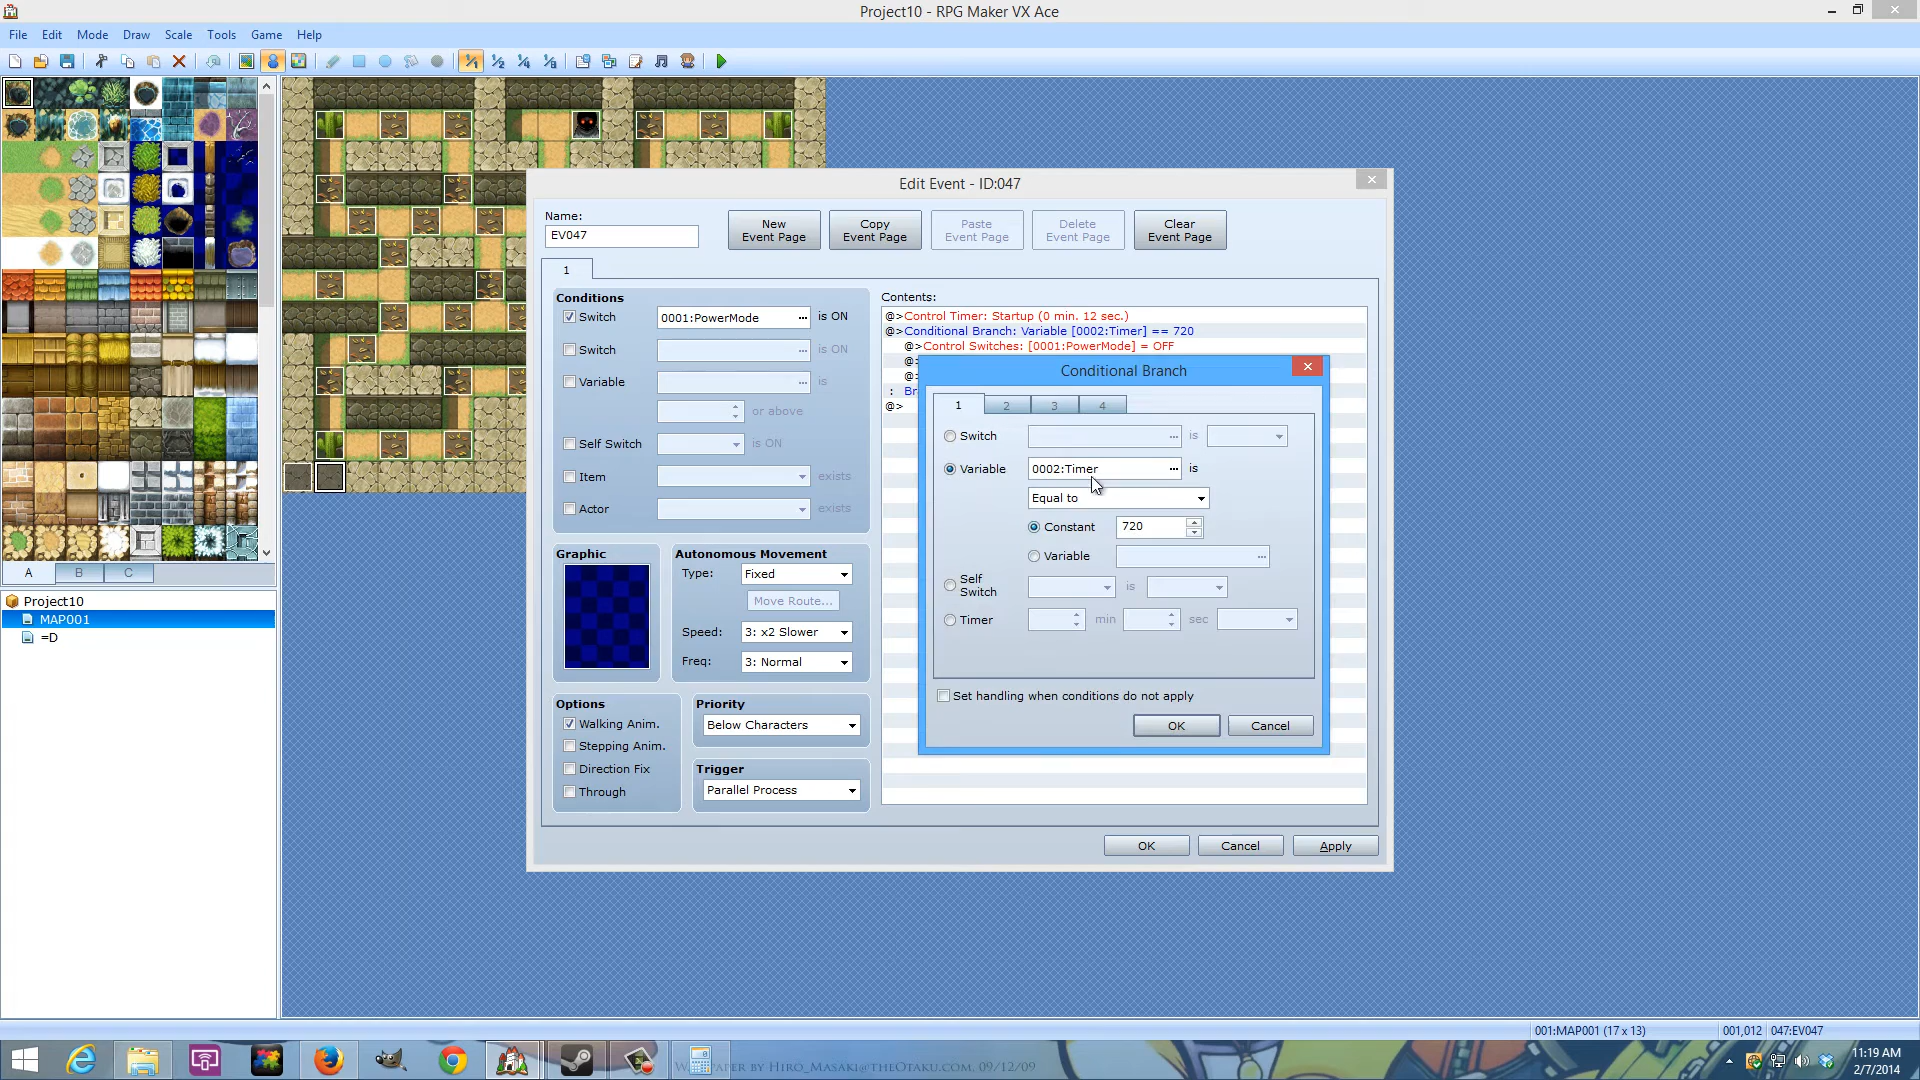 Project10 - RPG Maker VX Ace
File Edit Mode Draw Scale Tools Game Help
Edit Event - ID:047
Name:
EV047
New Event Page
Copy Event Page
Paste Event Page
Delete Event Page
Clear Event Page
1
Conditions
Switch 0001:PowerMode ... is ON
Switch ... is ON
Variable ... is
or above
Self Switch is ON
Item exists
Actor exists
Graphic
Autonomous Movement
Type: Fixed
Move Route...
Speed: 3: x2 Slower
Freq: 3: Normal
Options
Walking Anim.
Stepping Anim.
Direction Fix
Through
Priority
Below Characters
Trigger
Parallel Process
Contents:
@>Control Timer: Startup (0 min. 12 sec.)
@>Conditional Branch: Variable [0002:Timer] == 720
@>Control Switches: [0001:PowerMode] = OFF
@>
@>
: Br
@>
Conditional Branch
1 2 3 4
Switch ... is
Variable 0002:Timer ... is
Equal to
Constant 720
Variable ...
Self Switch is
Timer min sec
Set handling when conditions do not apply
OK Cancel
OK Cancel Apply
A B C
Project10
MAP001
=D
001:MAP001 (17 x 13) 001,012 047:EV047
BY HIRO_MASAKI@THEOTAKU.COM, 09/12/09
11:19 AM
2/7/2014